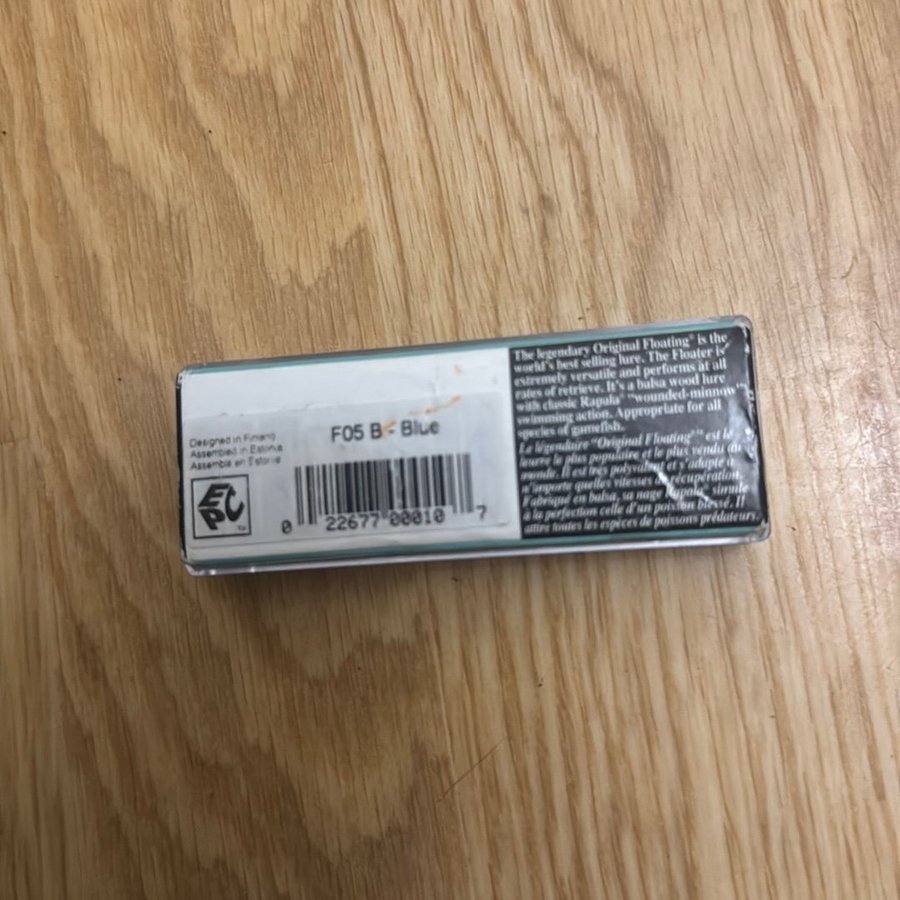 F05 B - Blue
Designed in Finland
Assembled in Estonia
Assemblé en Estonie
EPC
TM
0 22677 00010 7
The legendary Original Floating® is the
world's best selling lure. The Floater is
extremely versatile and performs at all
rates of retrieve. It's a balsa wood lure
with classic Rapala® "wounded-minnow"
swimming action. Appropriate for all
species of gamefish.
La légendaire "Original Floating®" est le
leurre le plus populaire et le plus vendu du
monde. Il est très polyvalent et s'adapte à
n'importe quelles vitesses de récupération.
Fabriqué en balsa, sa nage Rapala® simule
à la perfection celle d'un poisson blessé. Il
attire toutes les espèces de poissons prédateurs.